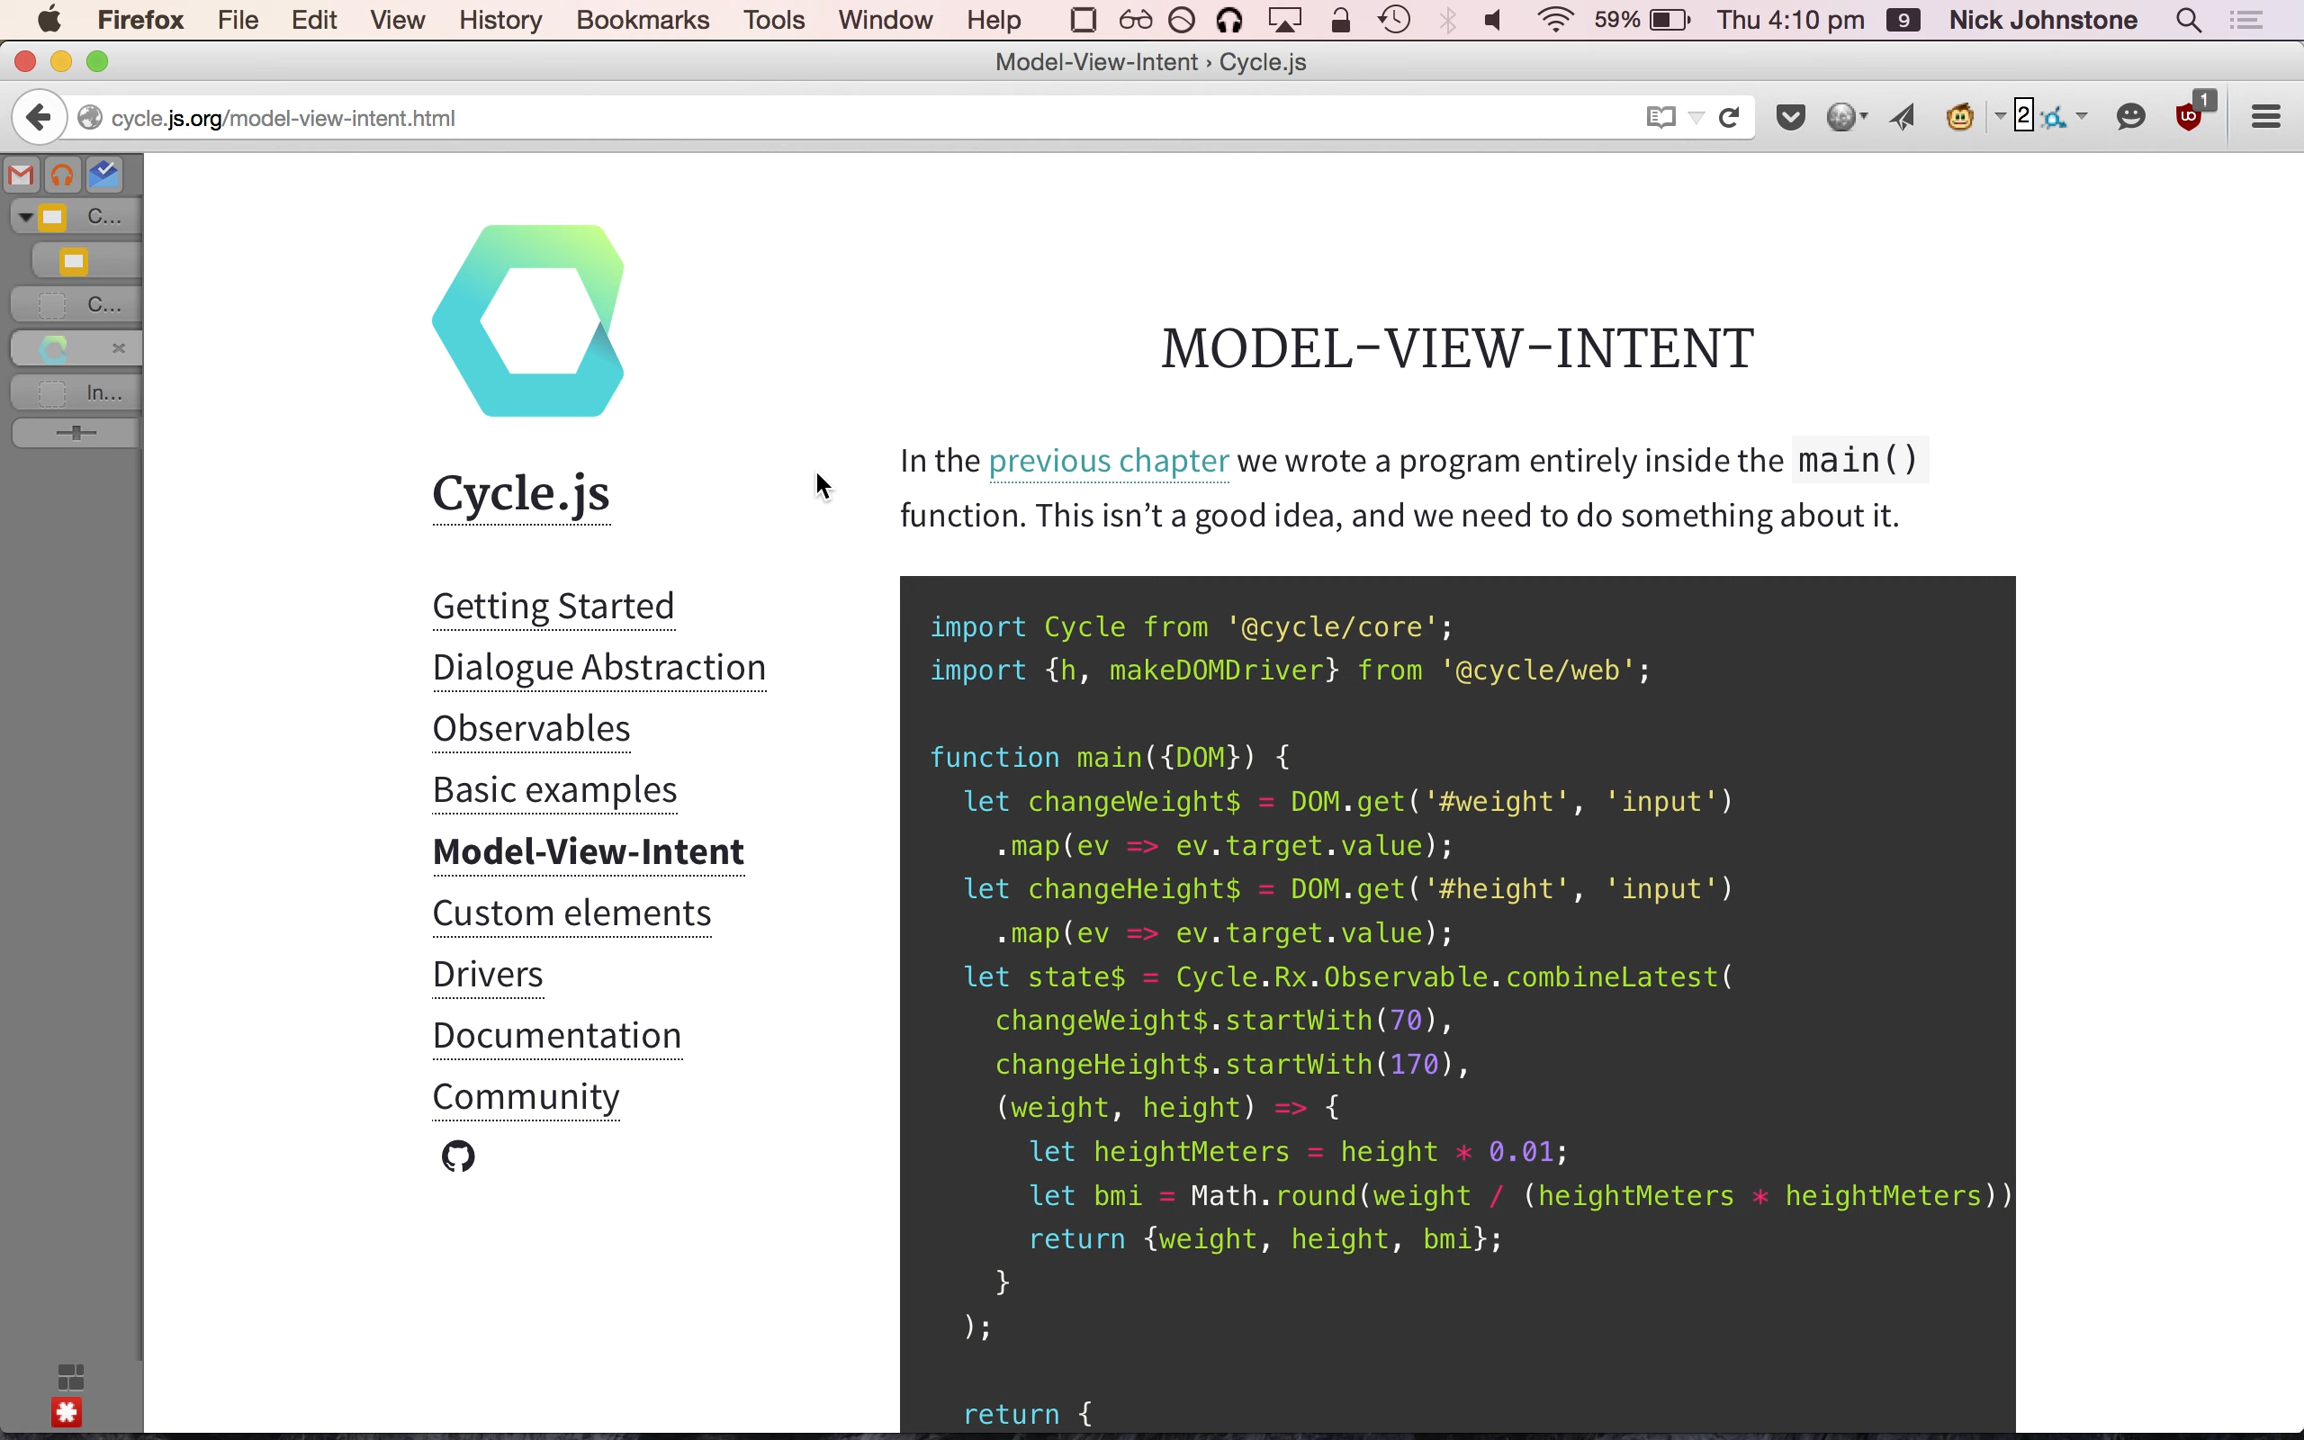 Firefox File Edit View History Bookmarks Tools Window Help 59% Thu 4:10 pm 9 Nick Johnstone
Model-View-Intent › Cycle.js
cycle.js.org/model-view-intent.html
2
1
C...
C...
In...
Cycle.js
Getting Started
Dialogue Abstraction
Observables
Basic examples
Model-View-Intent
Custom elements
Drivers
Documentation
Community
MODEL-VIEW-INTENT
In the previous chapter we wrote a program entirely inside the main()
function. This isn’t a good idea, and we need to do something about it.
import Cycle from '@cycle/core';
import {h, makeDOMDriver} from '@cycle/web';
function main({DOM}) {
let changeWeight$ = DOM.get('#weight', 'input')
.map(ev => ev.target.value);
let changeHeight$ = DOM.get('#height', 'input')
.map(ev => ev.target.value);
let state$ = Cycle.Rx.Observable.combineLatest(
changeWeight$.startWith(70),
changeHeight$.startWith(170),
(weight, height) => {
let heightMeters = height * 0.01;
let bmi = Math.round(weight / (heightMeters * heightMeters))
return {weight, height, bmi};
}
);
return {